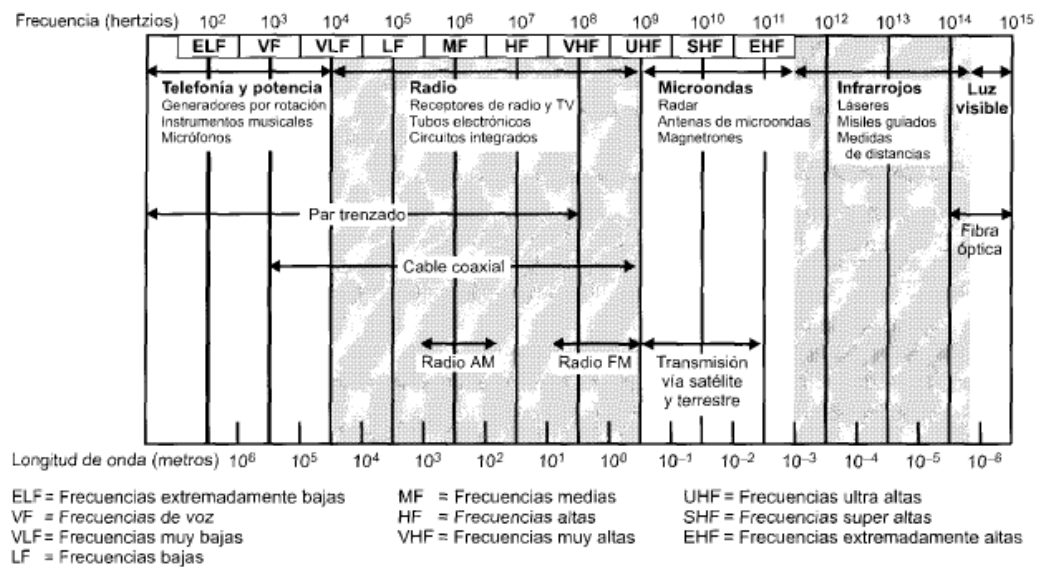 Frecuencia (hertzios) 10² 10³ 10⁴ 10⁵ 10⁶ 10⁷ 10⁸ 10⁹ 10¹⁰ 10¹¹ 10¹² 10¹³ 10¹⁴ 10¹⁵
ELF VF VLF LF MF HF VHF UHF SHF EHF
Telefonía y potencia
Generadores por rotación
Instrumentos musicales
Micrófonos
Radio
Receptores de radio y TV
Tubos electrónicos
Circuitos integrados
Microondas
Radar
Antenas de microondas
Magnetrones
Infrarrojos
Láseres
Misiles guiados
Medidas
de distancias
Luz
visible
Par trenzado
Fibra
óptica
Cable coaxial
Radio AM
Radio FM
Transmisión
vía satélite
y terrestre
Longitud de onda (metros) 10⁶ 10⁵ 10⁴ 10³ 10² 10¹ 10⁰ 10⁻¹ 10⁻² 10⁻³ 10⁻⁴ 10⁻⁵ 10⁻⁶
ELF = Frecuencias extremadamente bajas
VF = Frecuencias de voz
VLF = Frecuencias muy bajas
LF = Frecuencias bajas
MF = Frecuencias medias
HF = Frecuencias altas
VHF = Frecuencias muy altas
UHF = Frecuencias ultra altas
SHF = Frecuencias super altas
EHF = Frecuencias extremadamente altas